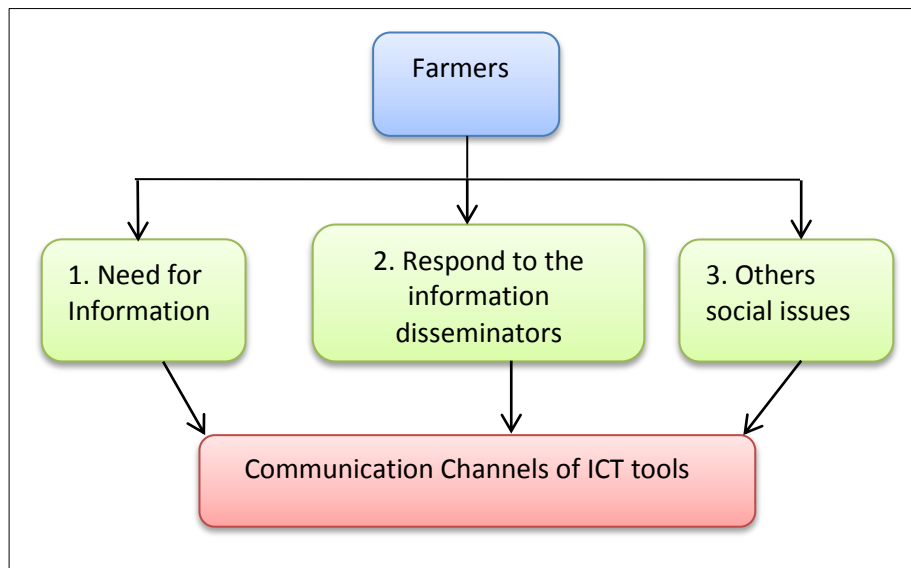 Farmers
1. Need for
Information
2. Respond to the
information
disseminators
3. Others
social issues
Communication Channels of ICT tools